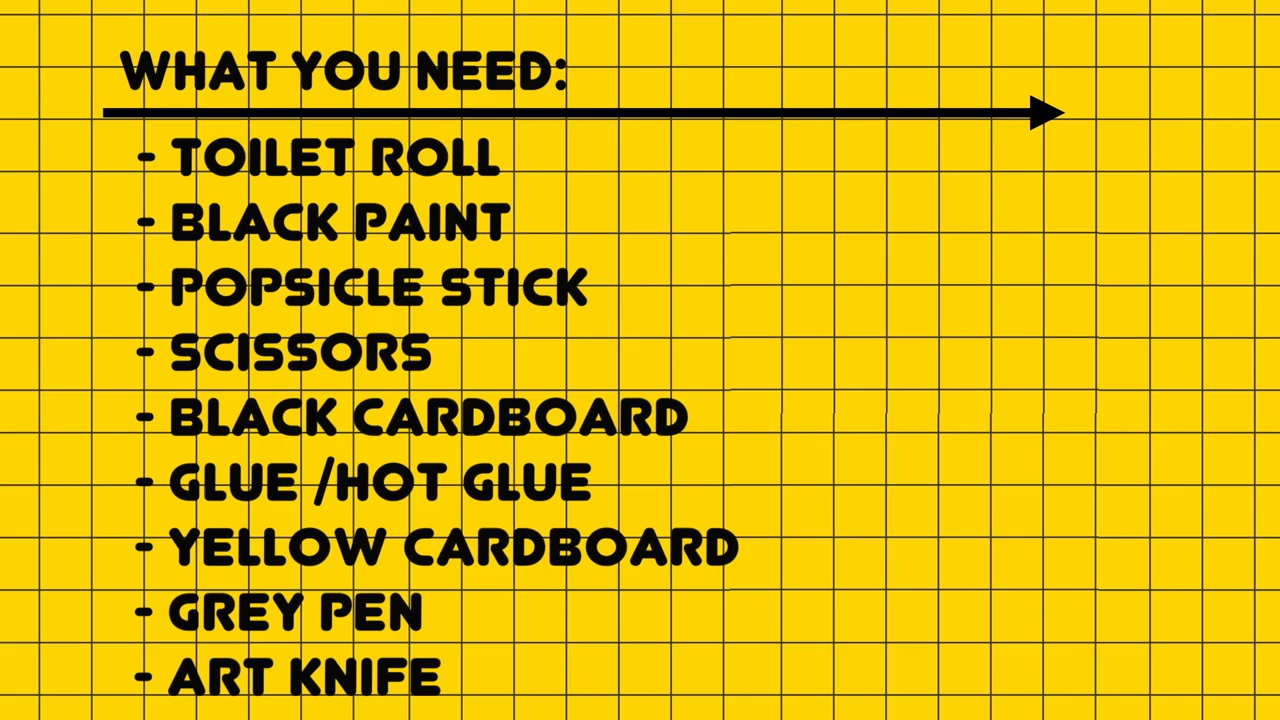 WHAT YOU NEED:
- TOILET ROLL
- BLACK PAINT
- POPSICLE STICK
- SCISSORS
- BLACK CARDBOARD
- GLUE /HOT GLUE
- YELLOW CARDBOARD
- GREY PEN
- ART KNIFE